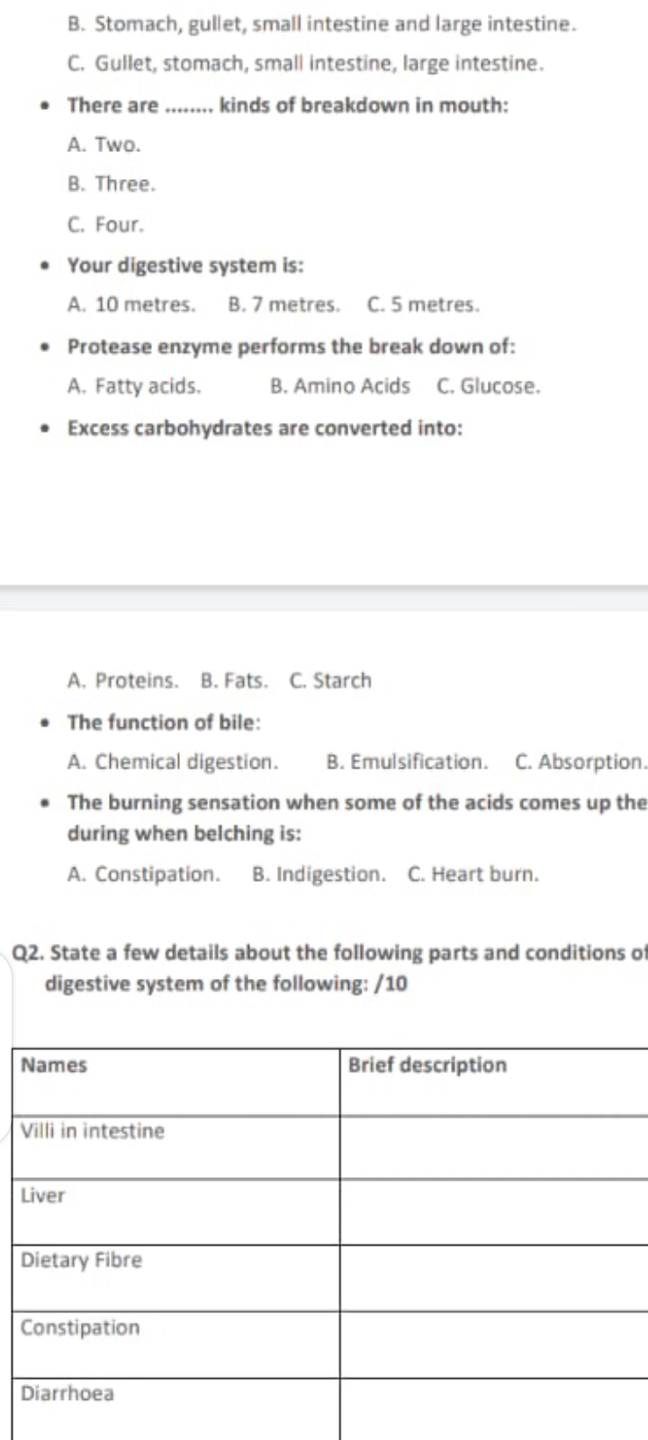 B. Stomach, gullet, small intestine and large intestine.
C. Gullet, stomach, small intestine, large intestine.
• There are ........ kinds of breakdown in mouth:
A. Two.
B. Three.
C. Four.
• Your digestive system is:
A. 10 metres. B. 7 metres. C. 5 metres.
• Protease enzyme performs the break down of:
A. Fatty acids. B. Amino Acids C. Glucose.
• Excess carbohydrates are converted into:
A. Proteins. B. Fats. C. Starch
• The function of bile:
A. Chemical digestion. B. Emulsification. C. Absorption.
• The burning sensation when some of the acids comes up the
during when belching is:
A. Constipation. B. Indigestion. C. Heart burn.
Q2. State a few details about the following parts and conditions of
digestive system of the following: /10
Names Brief description
Villi in intestine
Liver
Dietary Fibre
Constipation
Diarrhoea